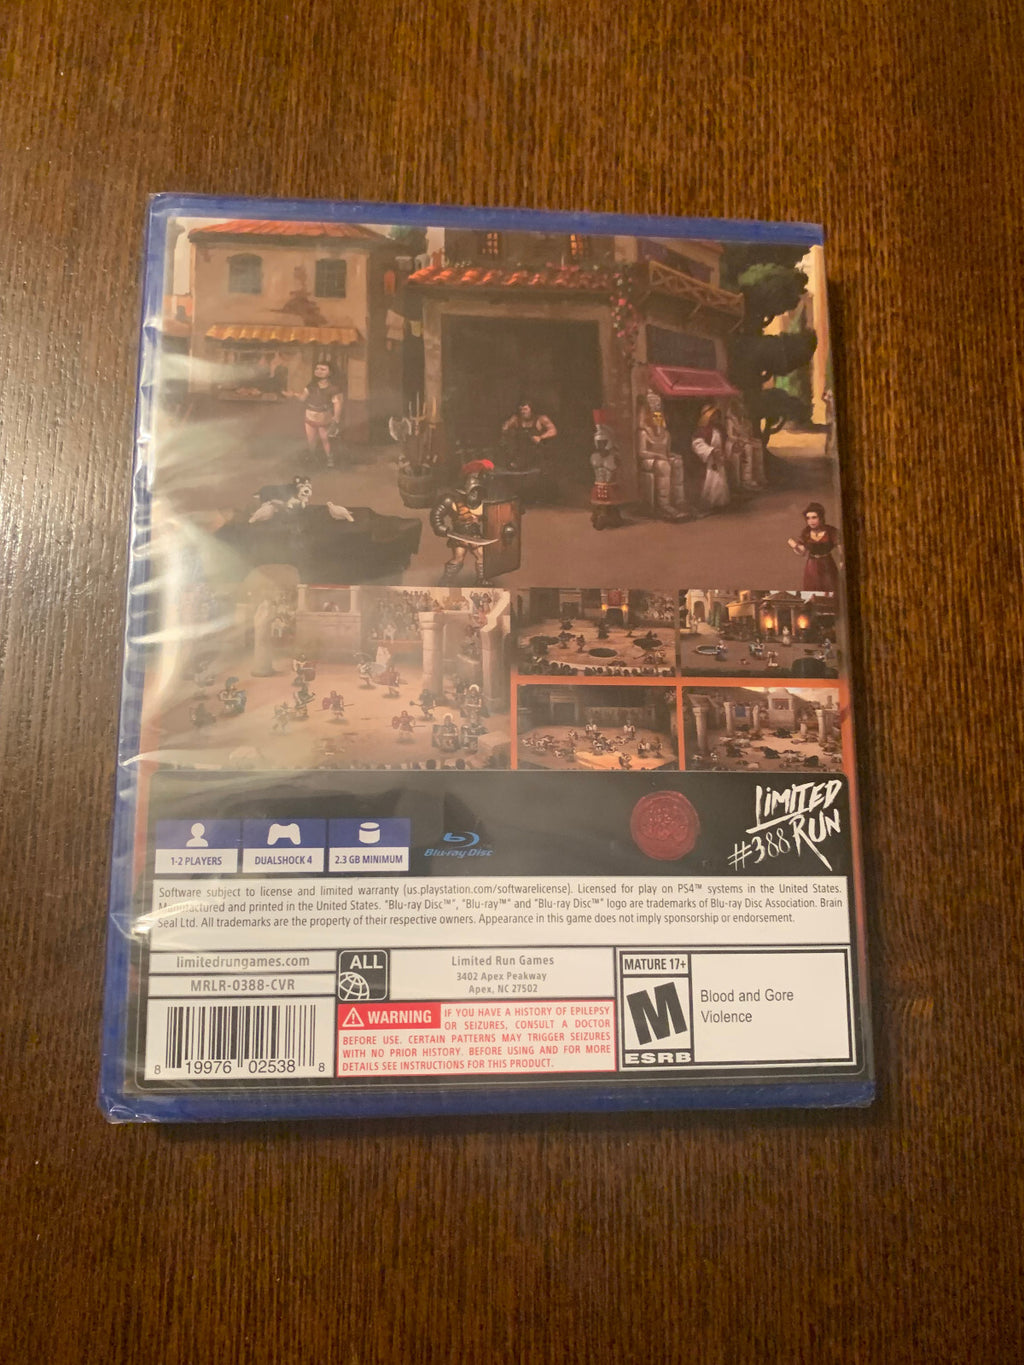 LIMITED
RUN
#388
1-2 PLAYERS
DUALSHOCK 4
2.3 GB MINIMUM
Blu-ray Disc
Software subject to license and limited warranty (us.playstation.com/softwarelicense). Licensed for play on PS4™ systems in the United States.
Manufactured and printed in the United States. "Blu-ray Disc™", "Blu-ray™" and "Blu-ray Disc™" logo are trademarks of Blu-ray Disc Association. Brain
Seal Ltd. All trademarks are the property of their respective owners. Appearance in this game does not imply sponsorship or endorsement.
limitedrungames.com
MRLR-0388-CVR
8 19976 02538 8
ALL
Limited Run Games
3402 Apex Peakway
Apex, NC 27502
WARNING
IF YOU HAVE A HISTORY OF EPILEPSY
OR SEIZURES, CONSULT A DOCTOR
BEFORE USE. CERTAIN PATTERNS MAY TRIGGER SEIZURES
WITH NO PRIOR HISTORY. BEFORE USING AND FOR MORE
DETAILS SEE INSTRUCTIONS FOR THIS PRODUCT.
MATURE 17+
M
ESRB
Blood and Gore
Violence